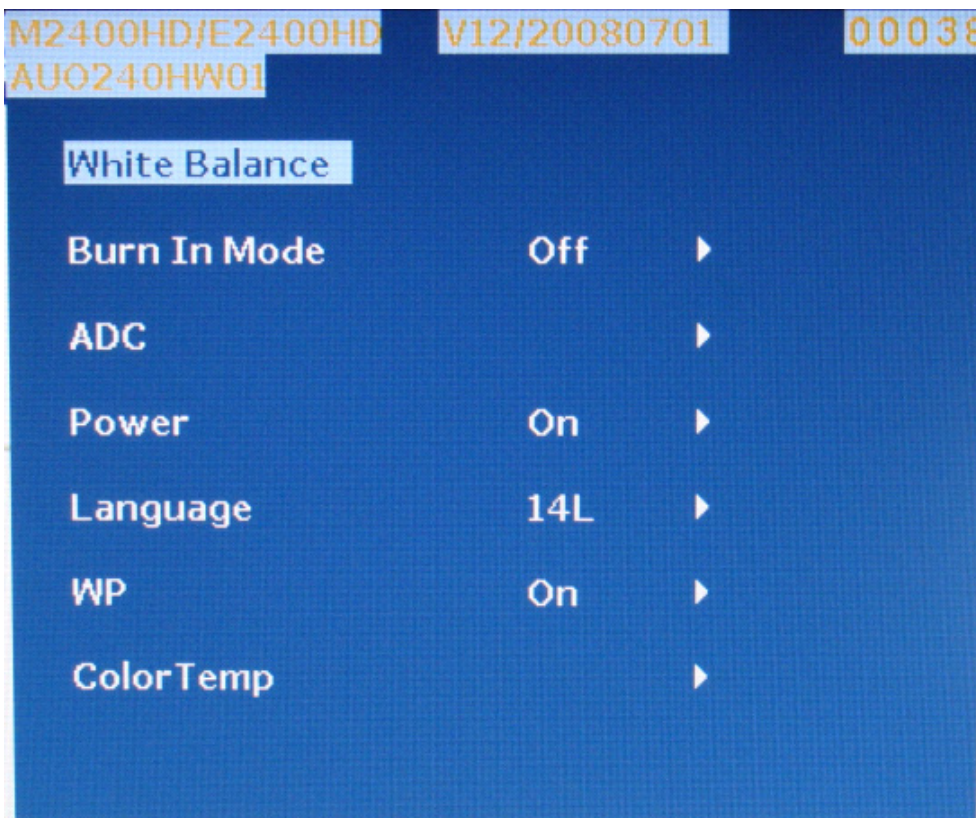 M2400HD/E2400HD V12/20080701 00038
AUO240HW01
White Balance
Burn In Mode Off
ADC
Power On
Language 14L
WP On
ColorTemp